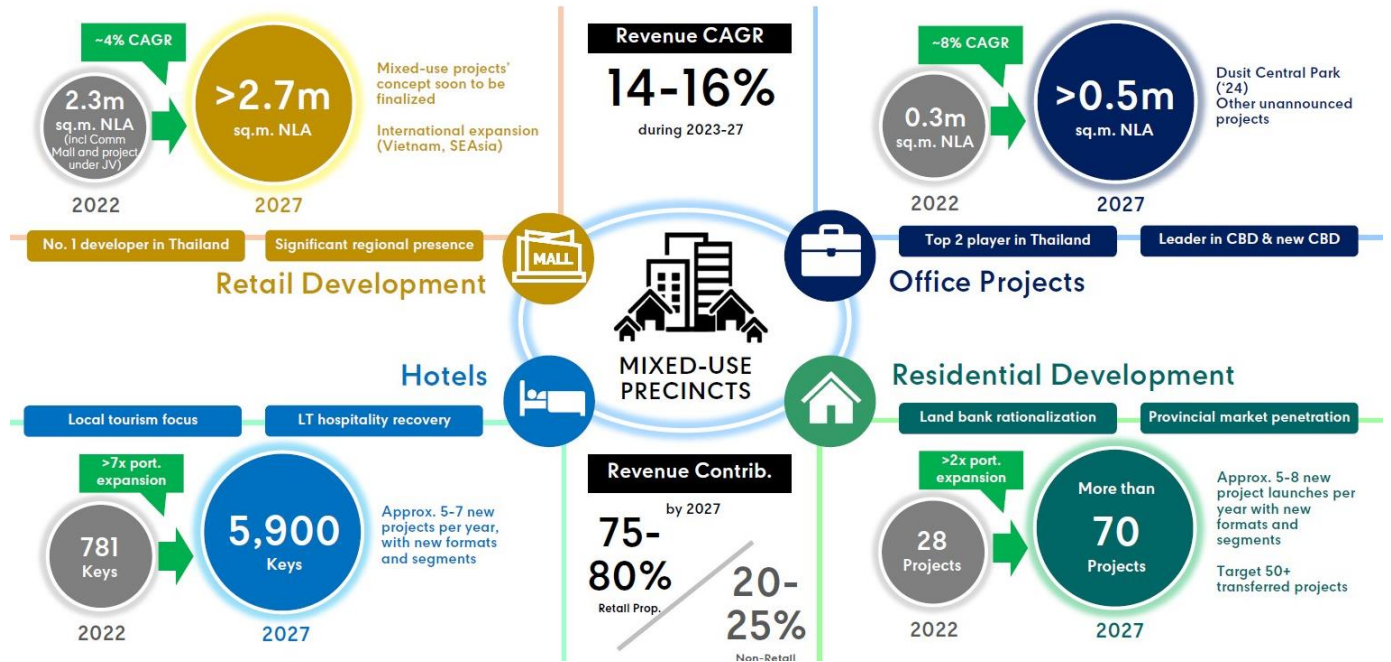 ~4% CAGR
2.3m
sq.m. NLA
(incl Comm
Mall and project
under JV)
2022
>2.7m
sq.m. NLA
2027
Mixed-use projects'
concept soon to be
finalized
International expansion
(Vietnam, SEAsia)
No. 1 developer in Thailand
Significant regional presence
Retail Development
MALL
Revenue CAGR
14-16%
during 2023-27
~8% CAGR
0.3m
sq.m. NLA
2022
>0.5m
sq.m. NLA
2027
Dusit Central Park
('24)
Other unannounced
projects
Top 2 player in Thailand
Leader in CBD & new CBD
Office Projects
MIXED-USE
PRECINCTS
Hotels
Local tourism focus
LT hospitality recovery
>7x port.
expansion
781
Keys
2022
5,900
Keys
2027
Approx. 5-7 new
projects per year,
with new formats
and segments
Revenue Contrib.
by 2027
75-
80%
Retail Prop.
20-
25%
Non-Retail
Residential Development
Land bank rationalization
Provincial market penetration
>2x port.
expansion
28
Projects
2022
More than
70
Projects
2027
Approx. 5-8 new
project launches per
year with new
formats and
segments
Target 50+
transferred projects